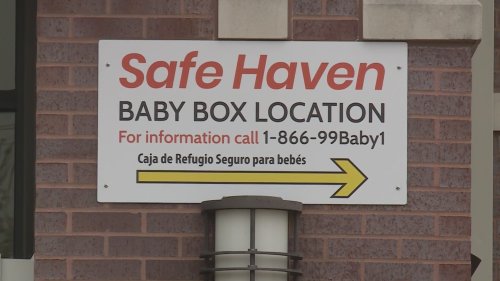 Safe Haven
BABY BOX LOCATION
For information call 1-866-99Baby1
Caja de Refugio Seguro para bebés